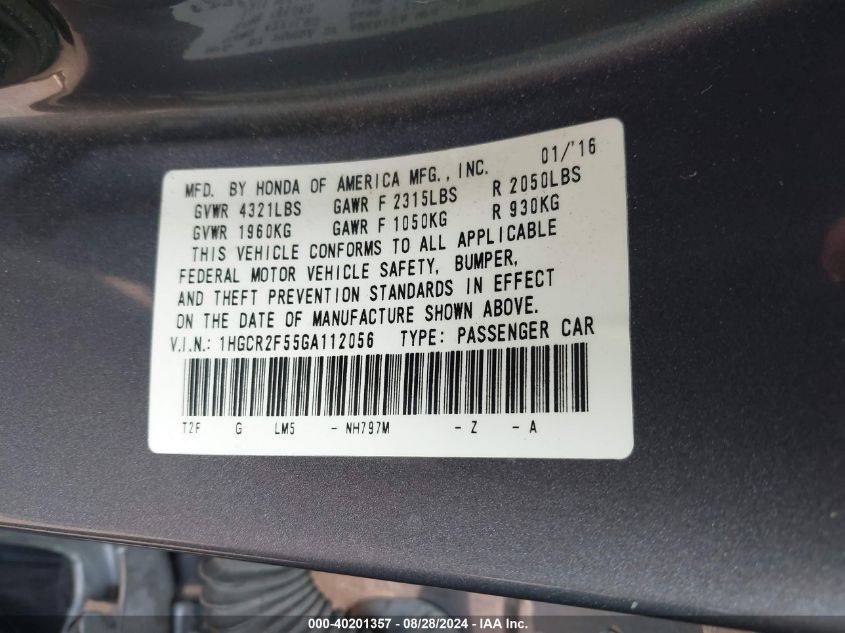 MFD. BY HONDA OF AMERICA MFG., INC. 01/'16
GVWR 4321LBS GAWR F 2315LBS R 2050LBS
GVWR 1960KG GAWR F 1050KG R 930KG
THIS VEHICLE CONFORMS TO ALL APPLICABLE
FEDERAL MOTOR VEHICLE SAFETY, BUMPER,
AND THEFT PREVENTION STANDARDS IN EFFECT
ON THE DATE OF MANUFACTURE SHOWN ABOVE.
V.I.N.: 1HGCR2F55GA112056 TYPE: PASSENGER CAR
T2F G LM5 - NH797M - Z - A
000-40201357 / 08/28/2024 - IAA Inc.